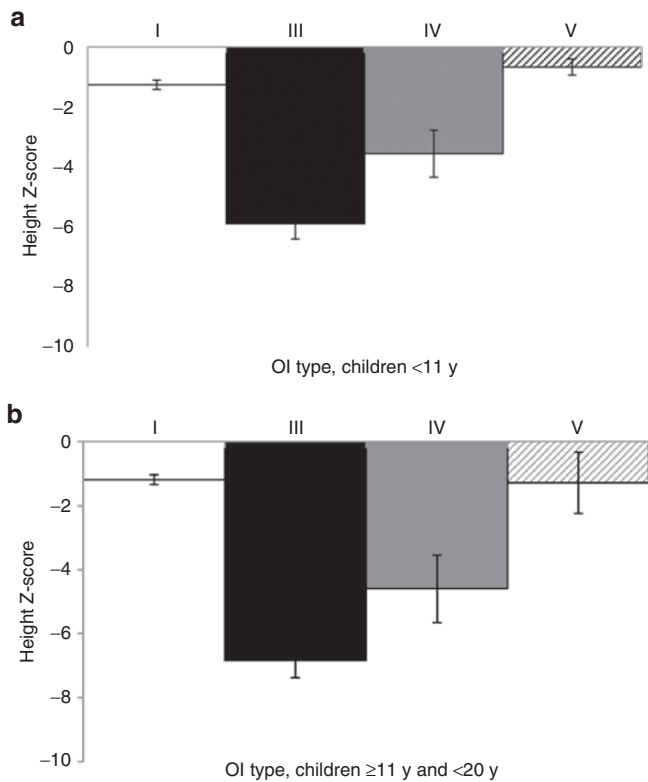 a
I III IV V
0
–2
–4
–6
–8
–10
Height Z-score
OI type, children <11 y
b
I III IV V
0
–2
–4
–6
–8
–10
Height Z-score
OI type, children ≥11 y and <20 y